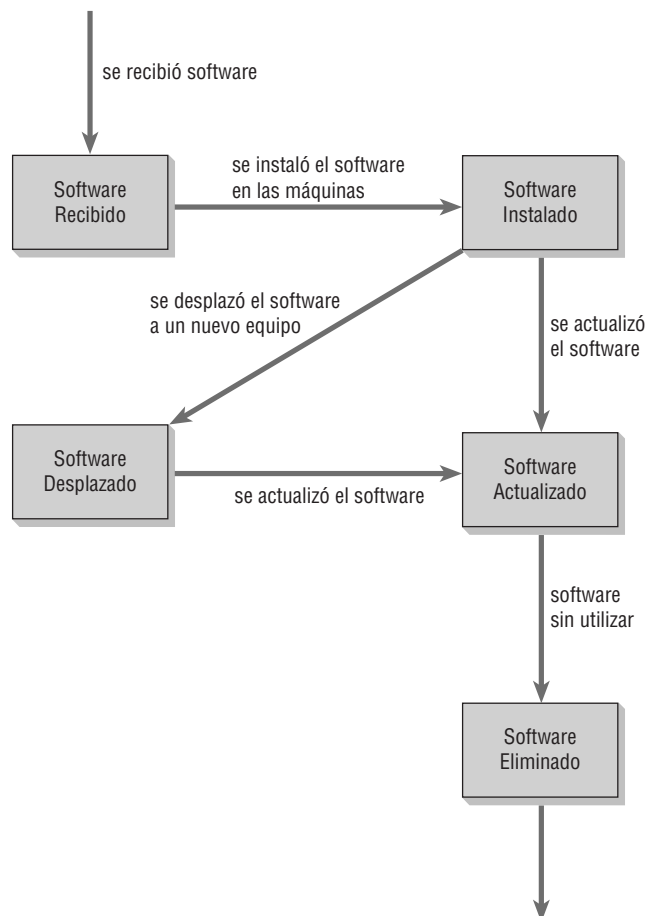 se recibió software
Software
Recibido
se instaló el software
en las máquinas
Software
Instalado
se desplazó el software
a un nuevo equipo
se actualizó
el software
Software
Desplazado
se actualizó el software
Software
Actualizado
software
sin utilizar
Software
Eliminado